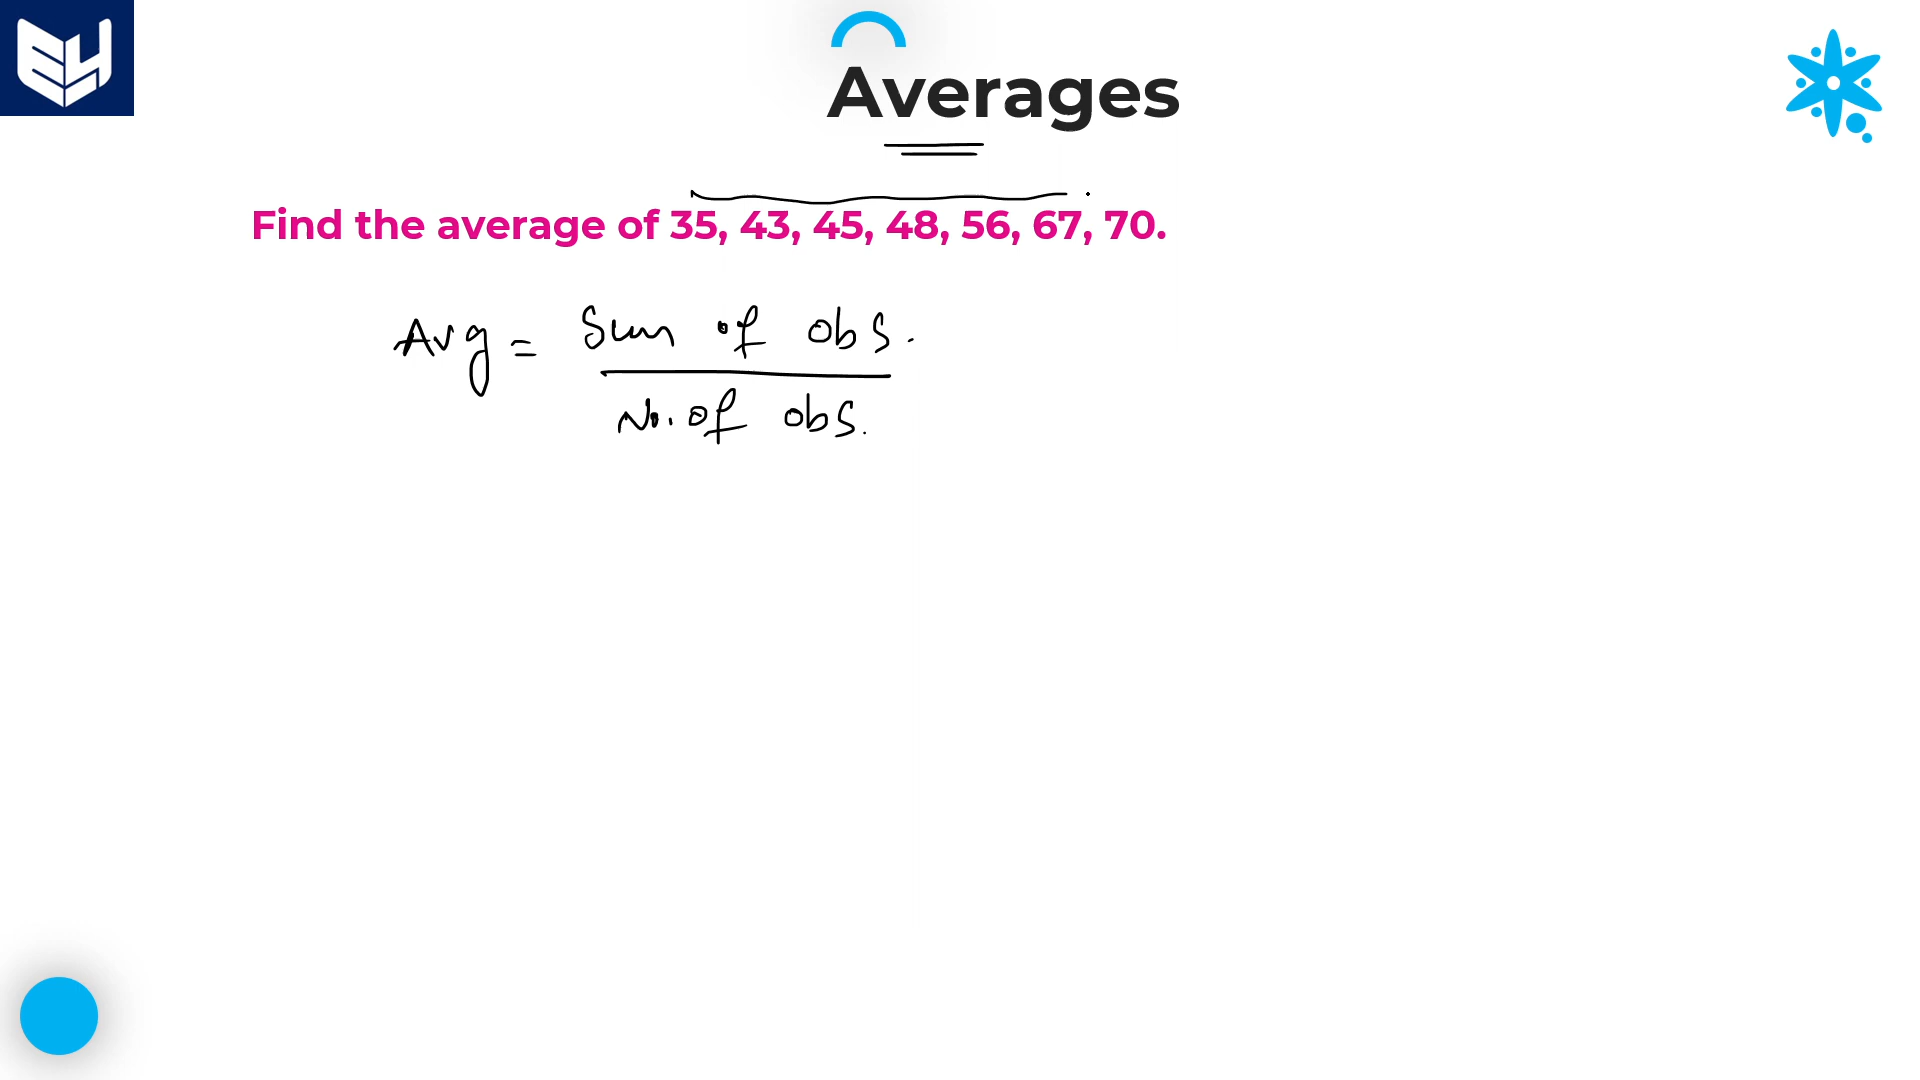 Averages
Find the average of 35, 43, 45, 48, 56, 67, 70.
Avg = Sum of obs.
No. of obs.